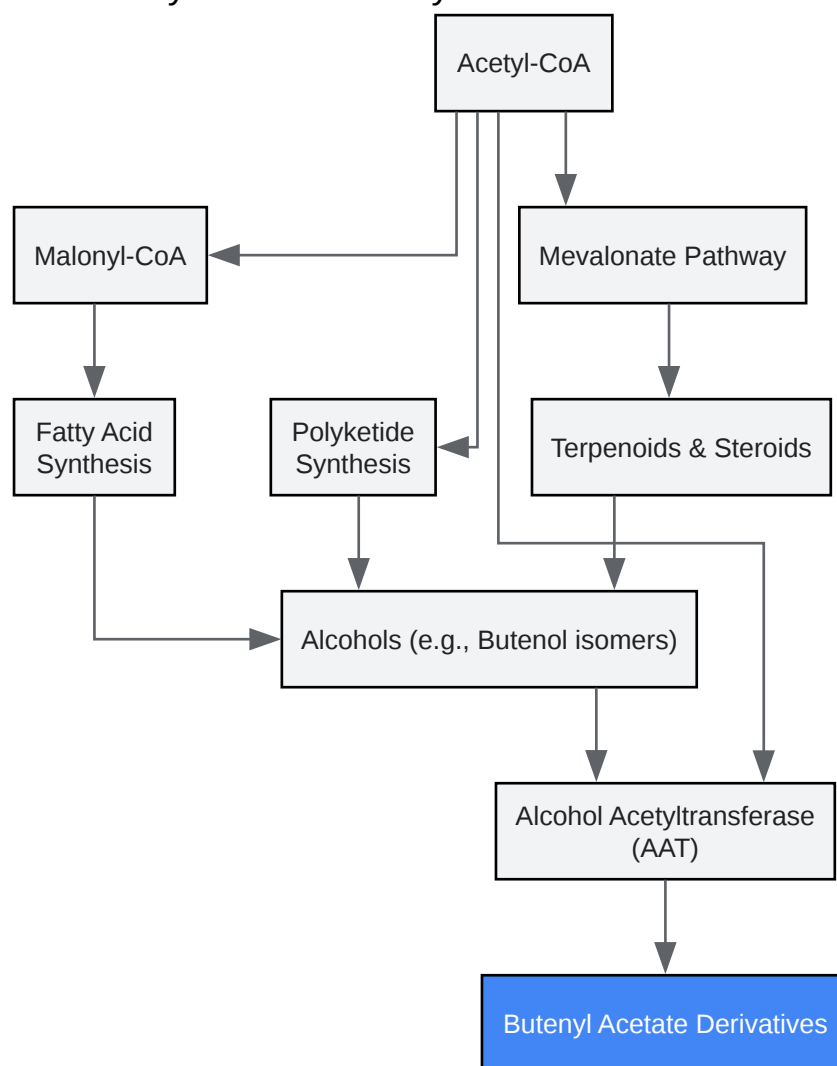 Acetyl-CoA
Malonyl-CoA
Mevalonate Pathway
Fatty Acid
Synthesis
Polyketide
Synthesis
Terpenoids & Steroids
Alcohols (e.g., Butenol isomers)
Alcohol Acetyltransferase
(AAT)
Butenyl Acetate Derivatives